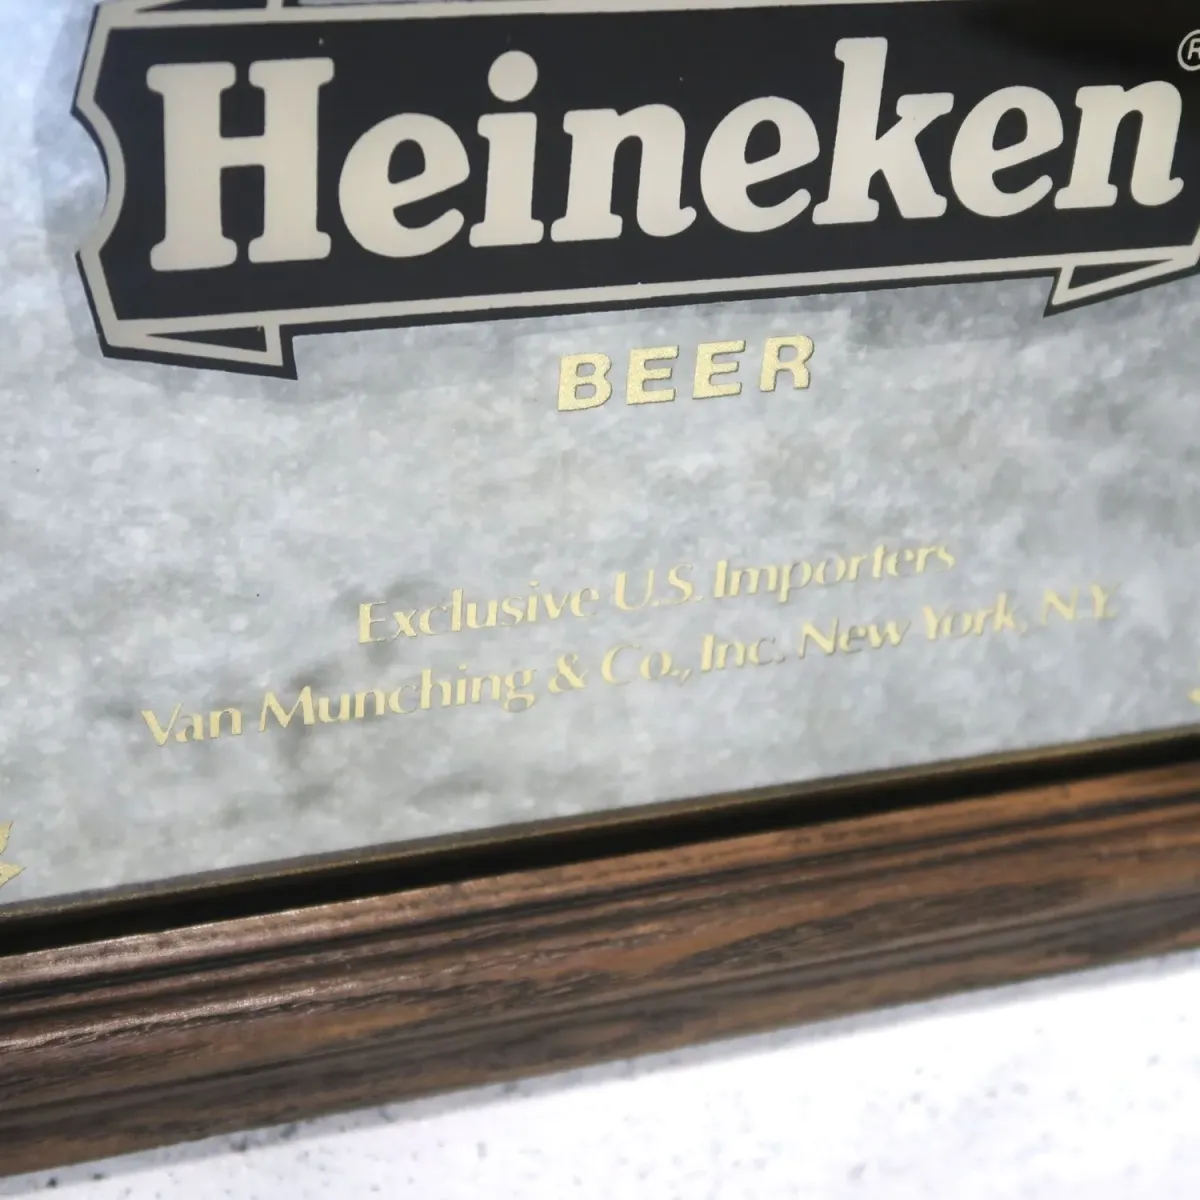 Heineken®
BEER
Exclusive U.S. Importers
Van Munching & Co., Inc. New York, N.Y.